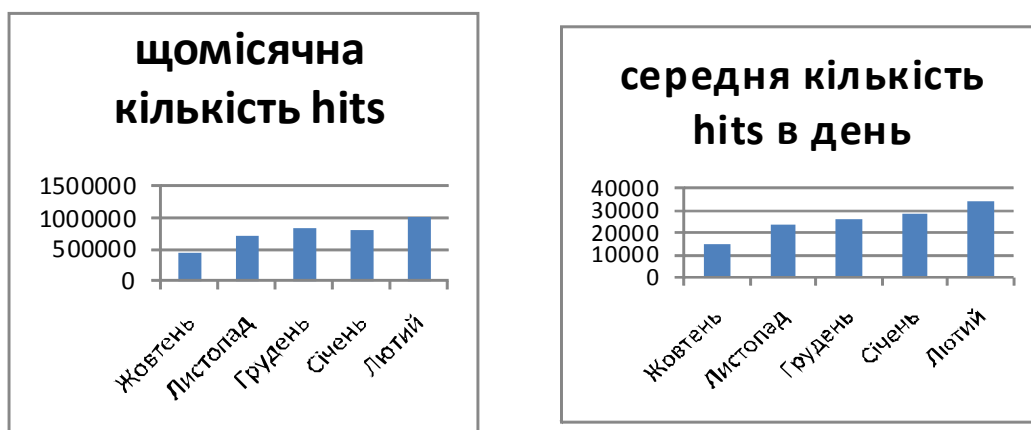 щомісячна
кількість hits
1500000
1000000
500000
0
Жовтень
Листопад
Грудень
Січень
Лютий
середня кількість
hits в день
40000
30000
20000
10000
0
Жовтень
Листопад
Грудень
Січень
Лютий